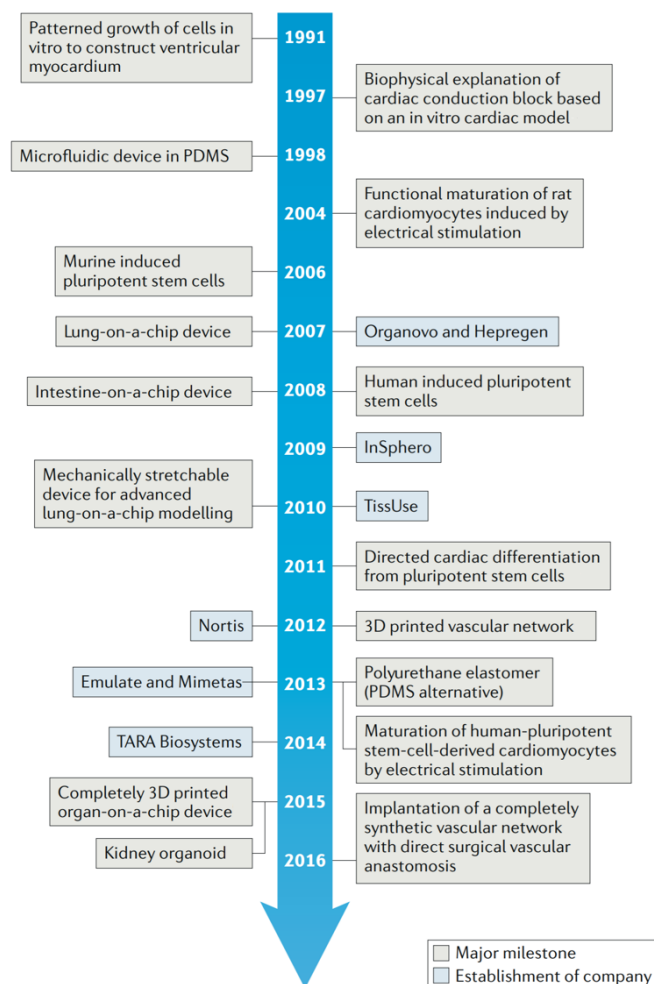 Patterned growth of cells in
vitro to construct ventricular
myocardium
1991
1997
Biophysical explanation of
cardiac conduction block based
on an in vitro cardiac model
Microfluidic device in PDMS
1998
2004
Functional maturation of rat
cardiomyocytes induced by
electrical stimulation
Murine induced
pluripotent stem cells
2006
Lung-on-a-chip device
2007
Organovo and Hepregen
Intestine-on-a-chip device
2008
Human induced pluripotent
stem cells
2009
InSphero
Mechanically stretchable
device for advanced
lung-on-a-chip modelling
2010
TissUse
2011
Directed cardiac differentiation
from pluripotent stem cells
Nortis
2012
3D printed vascular network
Emulate and Mimetas
2013
Polyurethane elastomer
(PDMS alternative)
Maturation of human-pluripotent
stem-cell-derived cardiomyocytes
by electrical stimulation
TARA Biosystems
2014
Completely 3D printed
organ-on-a-chip device
2015
Kidney organoid
2016
Implantation of a completely
synthetic vascular network
with direct surgical vascular
anastomosis
Major milestone
Establishment of company